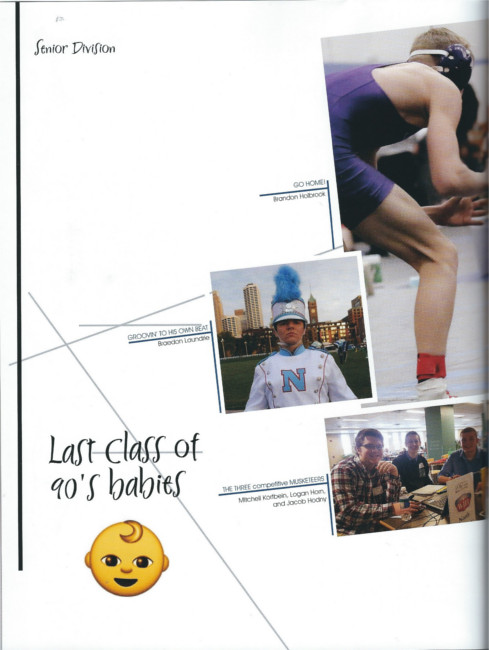 Senior Division
GO HOME!
Brandon Holbrook
GROOVIN' TO HIS OWN BEAT
Braedon Laundrie
N
Last class of
90's babies
THE THREE competitive MUSKETEERS
Mitchell Korfbein, Logan Horn,
and Jacob Hodny